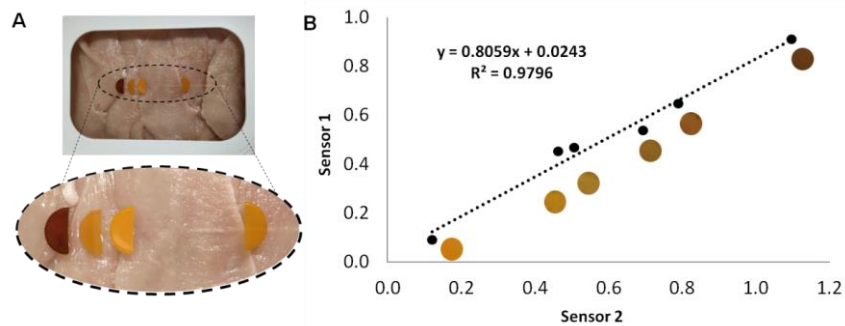 A
B
y = 0.8059x + 0.0243
R² = 0.9796
Sensor 1
1.0
0.8
0.6
0.4
0.2
0.0
0.0 0.2 0.4 0.6 0.8 1.0 1.2
Sensor 2